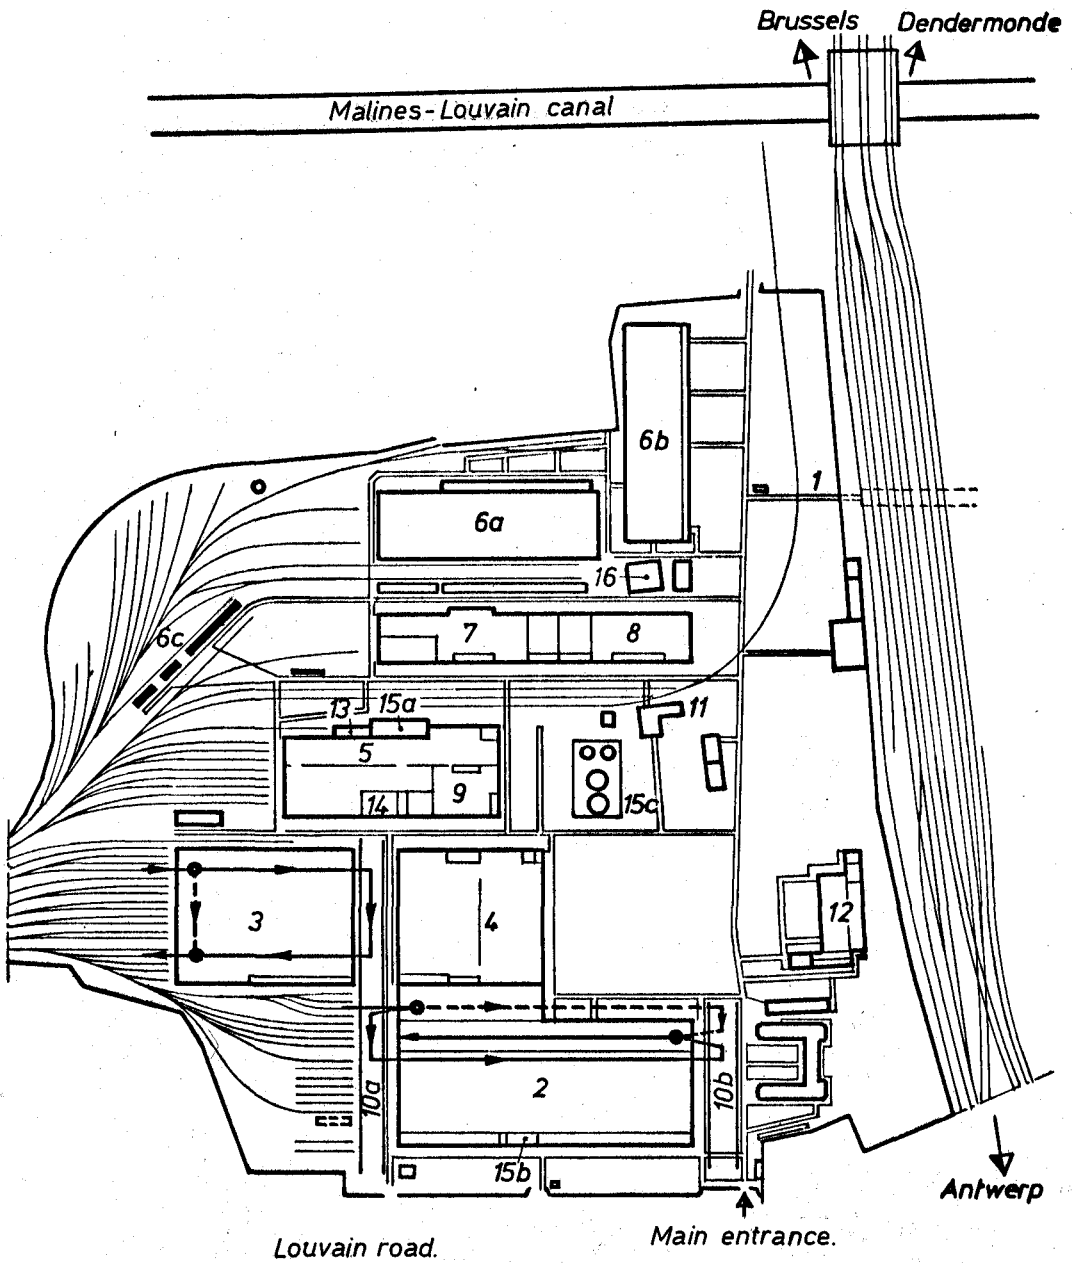 Brussels Dendermonde
Malines-Louvain canal
6b
1
6a
16
6c
7 8
13 15a 11
5
14 9 15c
3 4 12
10a 2 10b
15b
Antwerp
Louvain road. Main entrance.